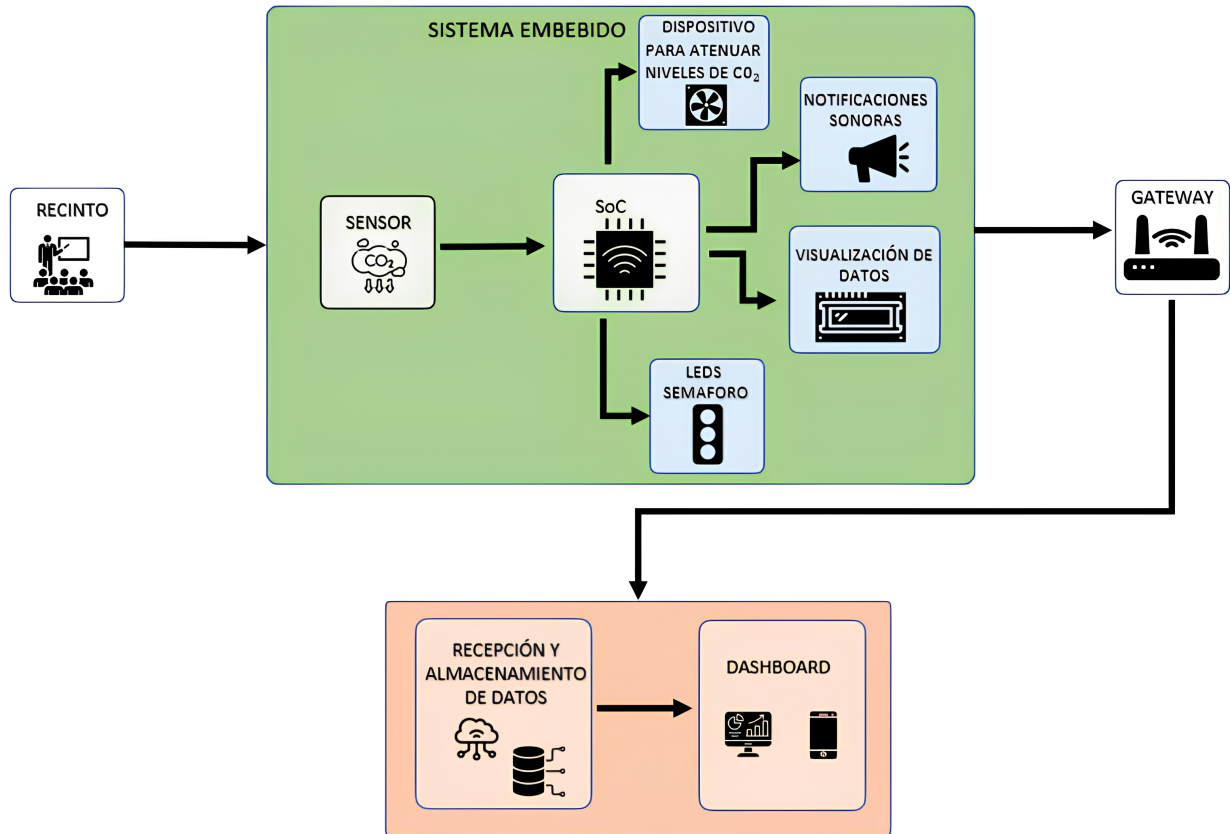 SISTEMA EMBEBIDO
DISPOSITIVO
PARA ATENUAR
NIVELES DE CO₂
NOTIFICACIONES
SONORAS
RECINTO
SENSOR
CO₂
SoC
VISUALIZACIÓN DE
DATOS
GATEWAY
LEDS
SEMAFORO
RECEPCIÓN Y
ALMACENAMIENTO
DE DATOS
DASHBOARD